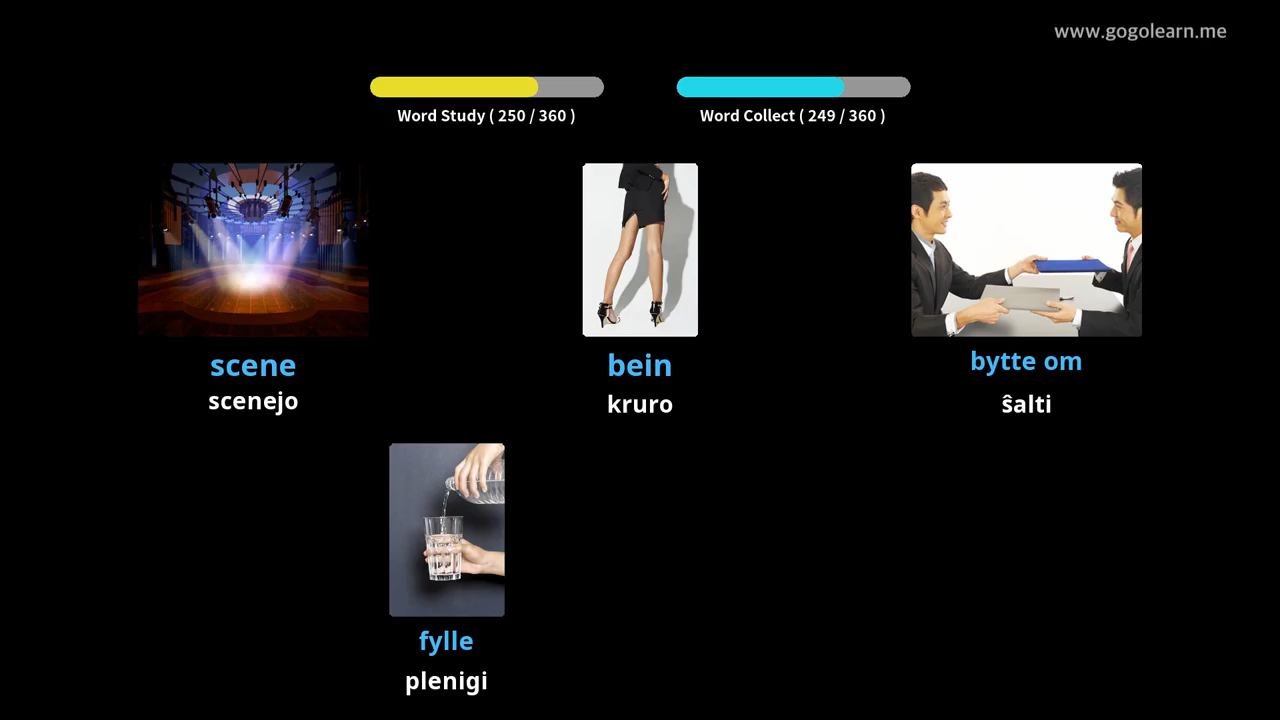 www.gogolearn.me
Word Study ( 250 / 360 )
Word Collect ( 249 / 360 )
scene
scenejo
bein
kruro
bytte om
ŝalti
fylle
plenigi